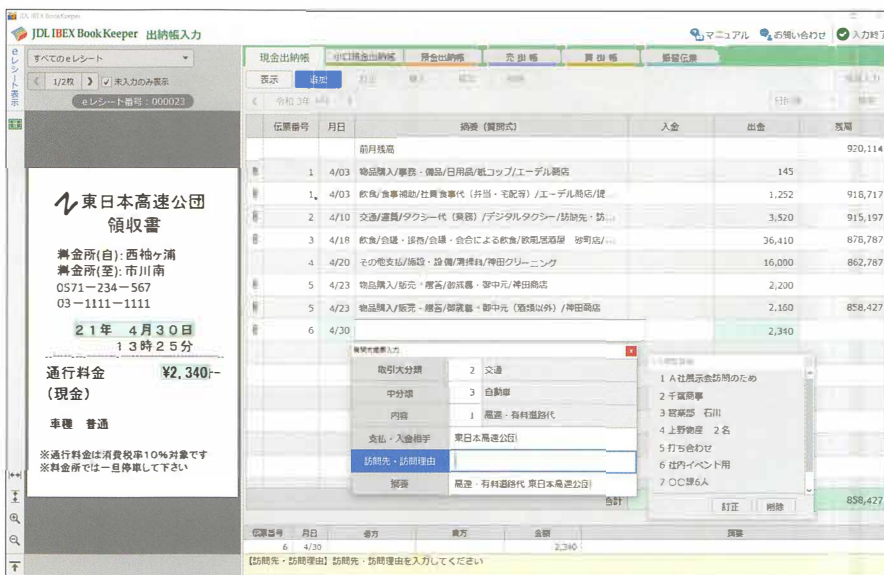 JDL IBEX BookKeeper
JDL IBEX BookKeeper 出納帳入力
マニュアル お問い合わせ 入力終了
eレシート表示
すべてのeレシート
1/2枚 未入力のみ表示
eレシート番号：000023
東日本高速公団
領収書
料金所(自):西袖ヶ浦
料金所(至):市川南
0571-234-567
03-1111-1111
21年 4月30日
13時25分
通行料金 ¥2,340-
(現金)
車種 普通
※通行料金は消費税率10%対象です
※料金所では一旦停車して下さい
現金出納帳 小口現金出納帳 預金出納帳 売掛帳 買掛帳 振替伝票
表示 追加
令和 3年
伝票番号 月日 摘要（質問式） 入金 出金 残高
前月残高 920,114
1 4/03 物品購入/事務・備品/日用品/紙コップ/エーデル商店 145
1 4/03 飲食/食事補助/社員食事代（弁当・宅配等）/エーデル商店/提... 1,252 918,717
2 4/10 交通/運賃/タクシー代（乗務）/デジタルタクシー/訪問先・訪... 3,520 915,197
3 4/18 飲食/会議・接待/会議・会合による飲食/欧風居酒屋 砂町店/... 36,410 878,787
4 4/20 その他支払/施設・設備/清掃料/神田クリーニング 16,000 862,787
5 4/23 物品購入/販売・贈答/御歳暮・御中元/神田商店 2,200
5 4/23 物品購入/販売・贈答/御歳暮・御中元（酒類以外）/神田商店 2,160 858,427
6 4/30 2,340
質問式摘要入力
取引大分類 2 交通
中分類 3 自動車
内容 1 高速・有料道路代
支払・入金相手 東日本高速公団
訪問先・訪問理由
摘要 高速・有料道路代 東日本高速公団
1 A社展示会訪問のため
2 千葉商事
3 営業部 石川
4 上野物産 2名
5 打ち合わせ
6 社内イベント用
7 〇〇課6人
訂正 削除
合計 858,427
伝票番号 月日 借方 貸方 金額 摘要
6 4/30 2,340
【訪問先・訪問理由】訪問先・訪問理由を入力してください